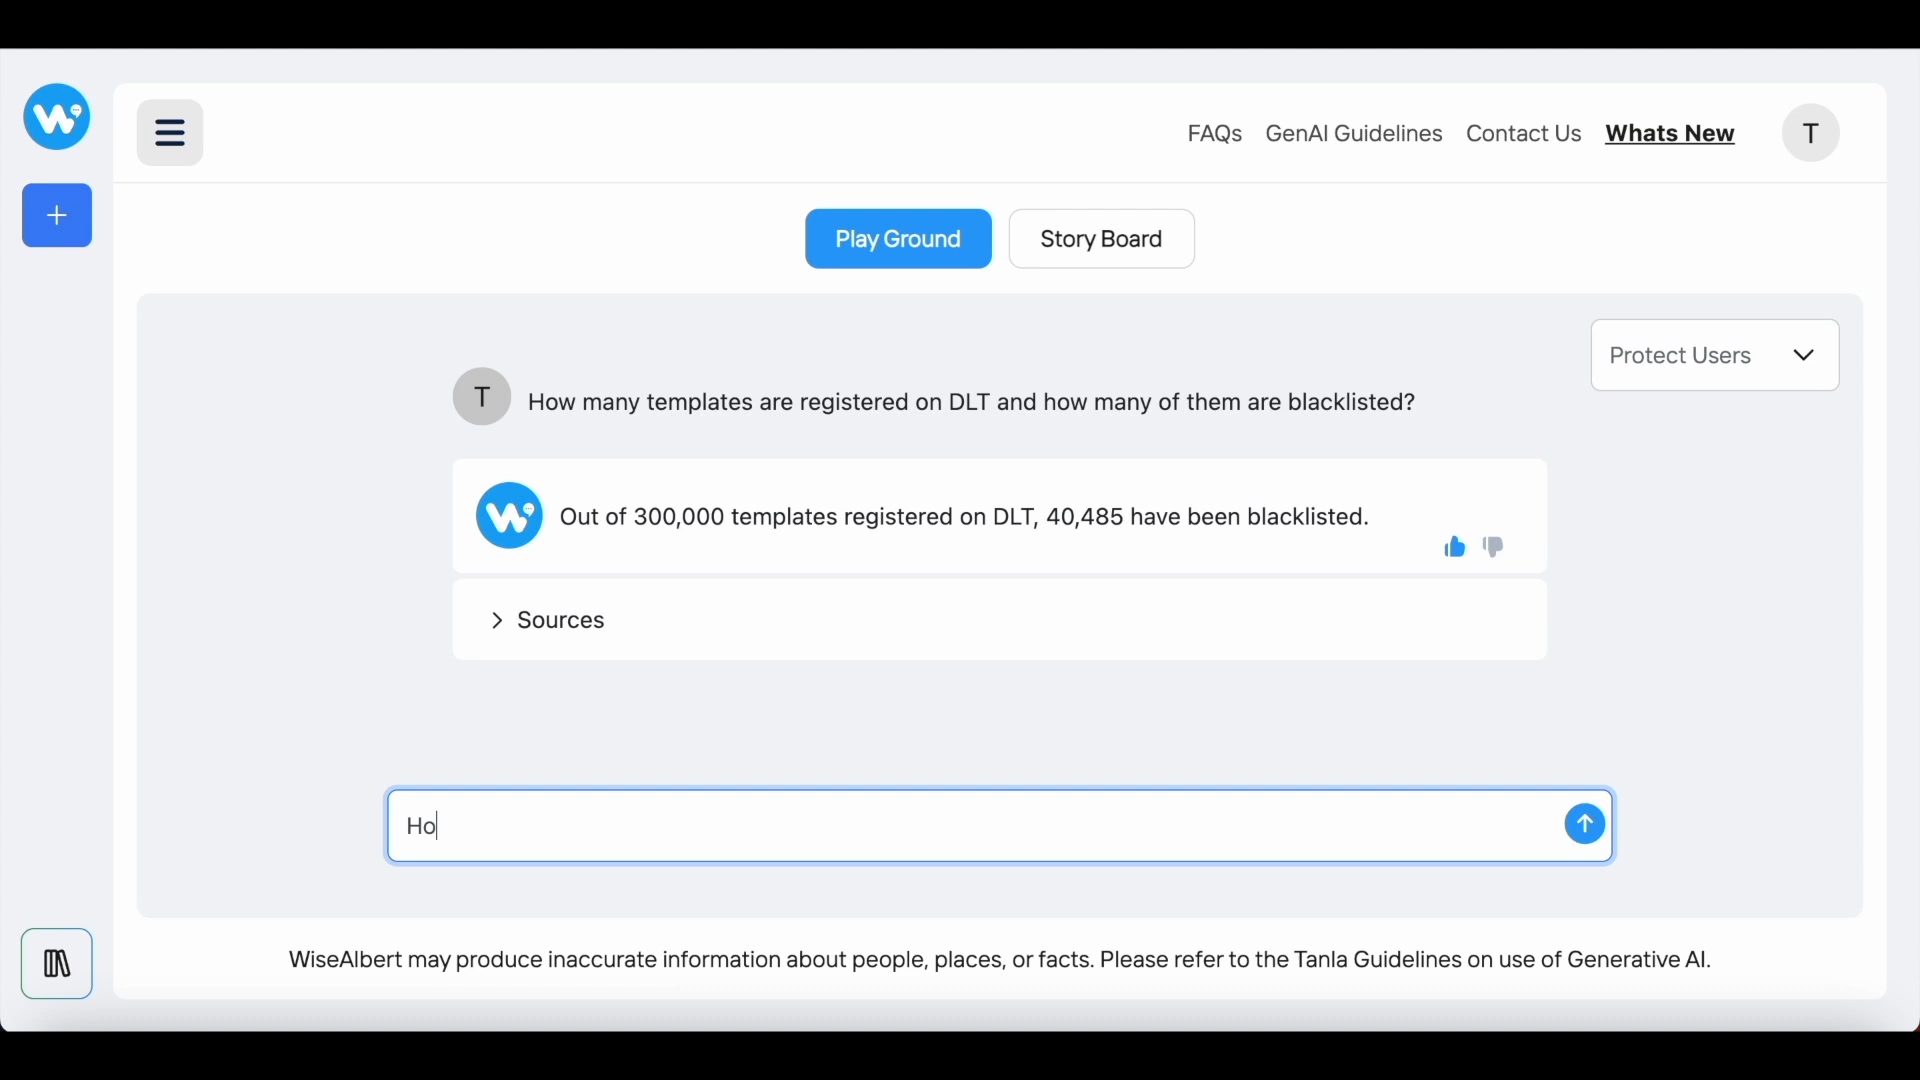 W
FAQs GenAI Guidelines Contact Us Whats New T
+
Play Ground Story Board
Protect Users
T How many templates are registered on DLT and how many of them are blacklisted?
W Out of 300,000 templates registered on DLT, 40,485 have been blacklisted.
Sources
Ho
WiseAlbert may produce inaccurate information about people, places, or facts. Please refer to the Tanla Guidelines on use of Generative AI.